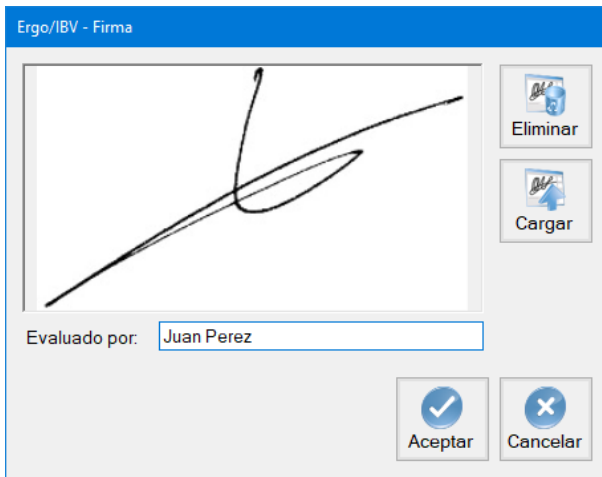 Ergo/IBV - Firma
Eliminar
Cargar
Evaluado por: Juan Perez
Aceptar Cancelar